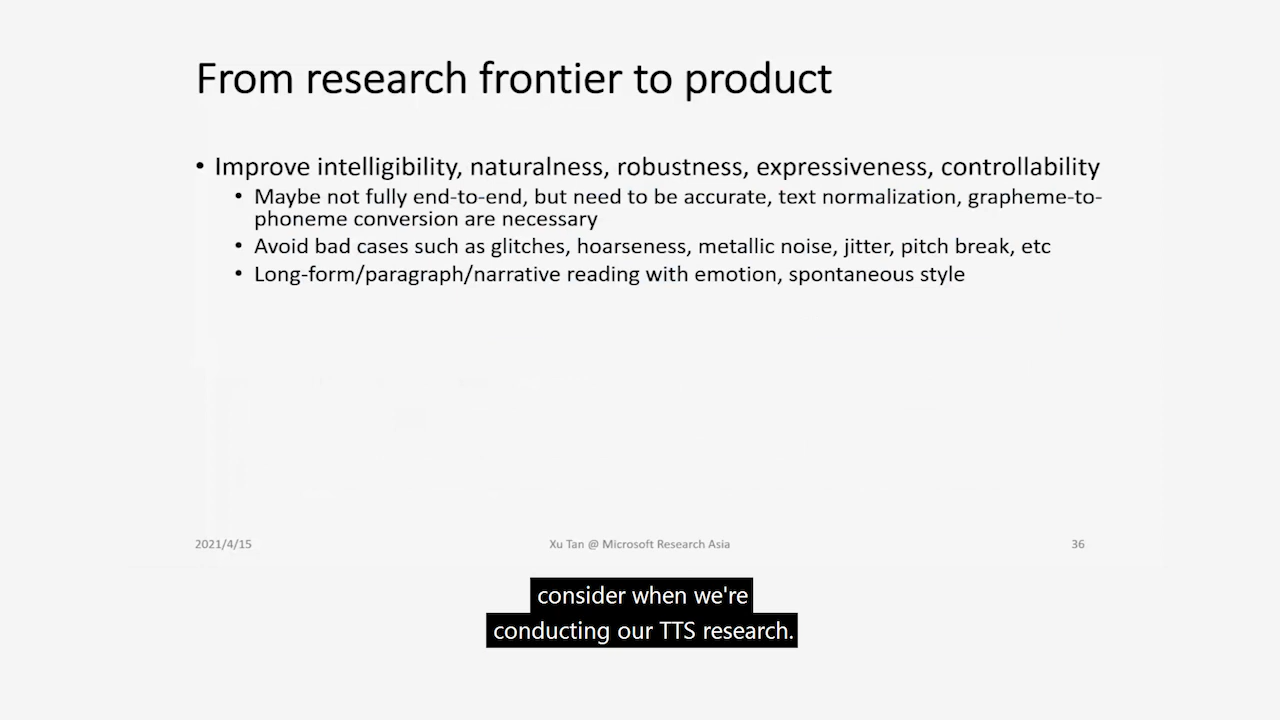 From research frontier to product
• Improve intelligibility, naturalness, robustness, expressiveness, controllability
• Maybe not fully end-to-end, but need to be accurate, text normalization, grapheme-to-
phoneme conversion are necessary
• Avoid bad cases such as glitches, hoarseness, metallic noise, jitter, pitch break, etc
• Long-form/paragraph/narrative reading with emotion, spontaneous style
2021/4/15 Xu Tan @ Microsoft Research Asia 36
consider when we're
conducting our TTS research.